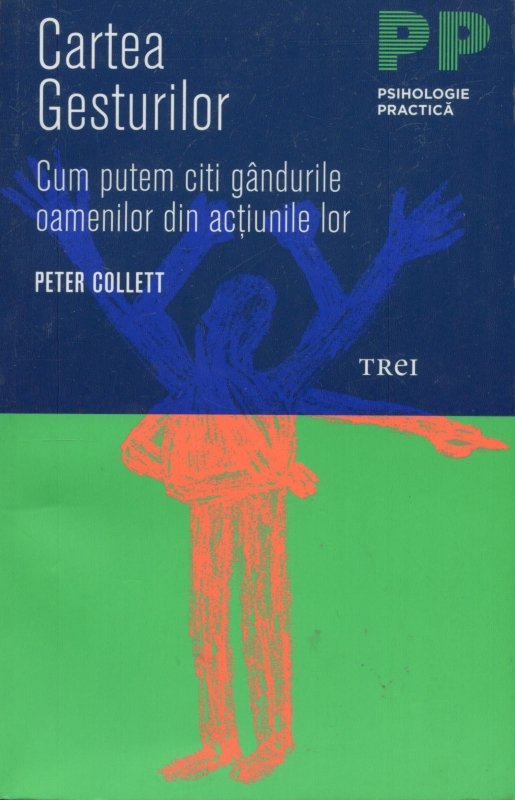 Cartea
Gesturilor
PP
PSIHOLOGIE
PRACTICĂ
Cum putem citi gândurile
oamenilor din acțiunile lor
PETER COLLETT
TREI